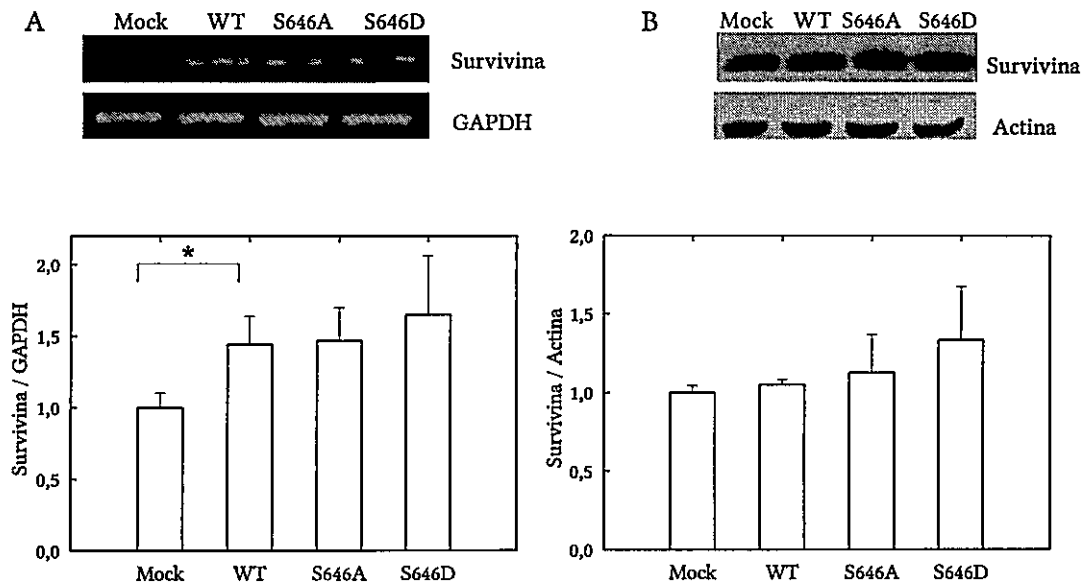 A
Mock WT S646A S646D
Survivina
GAPDH
B
Mock WT S646A S646D
Survivina
Actina
Survivina / GAPDH
2,0
1,5
1,0
0,5
0,0
*
Mock WT S646A S646D
Survivina / Actina
2,0
1,5
1,0
0,5
0,0
Mock WT S646A S646D